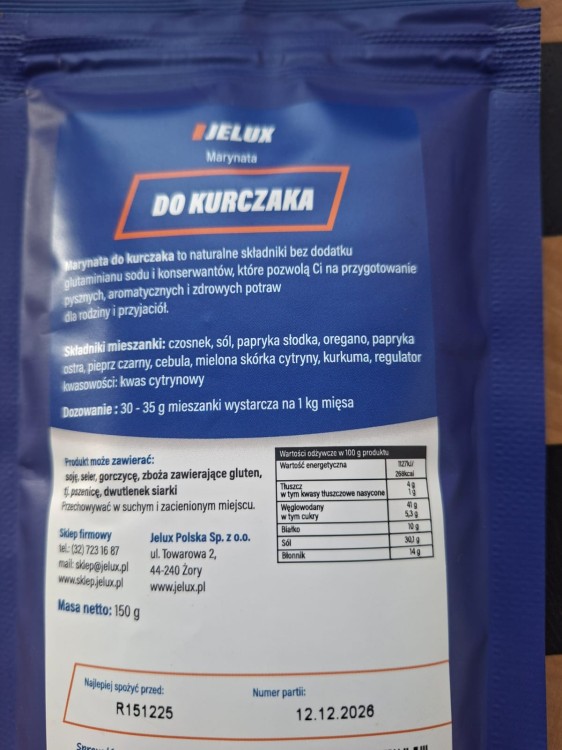 JELUX
Marynata
DO KURCZAKA
Marynata do kurczaka to naturalne składniki bez dodatku
glutaminianu sodu i konserwantów, które pozwolą Ci na przygotowanie
pysznych, aromatycznych i zdrowych potraw
dla rodziny i przyjaciół.
Składniki mieszanki: czosnek, sól, papryka słodka, oregano, papryka
ostra, pieprz czarny, cebula, mielona skórka cytryny, kurkuma, regulator
kwasowości: kwas cytrynowy
Dozowanie : 30 - 35 g mieszanki wystarcza na 1 kg mięsa
Produkt może zawierać:
soję, seler, gorczycę, zboża zawierające gluten,
tj. pszenicę, dwutlenek siarki
Przechowywać w suchym i zacienionym miejscu.
Sklep firmowy
tel.: (32) 723 16 87
mail: sklep@jelux.pl
www.sklep.jelux.pl
Jelux Polska Sp. z o.o.
ul. Towarowa 2,
44-240 Żory
www.jelux.pl
Masa netto: 150 g
Wartości odżywcze w 100 g produktu
Wartość energetyczna 1127kJ/
268kcal
Tłuszcz 4 g
w tym kwasy tłuszczowe nasycone 1 g
Węglowodany 41 g
w tym cukry 5,3 g
Białko 10 g
Sól 30,1 g
Błonnik 14 g
Najlepiej spożyć przed:
R151225
Numer partii:
12.12.2026